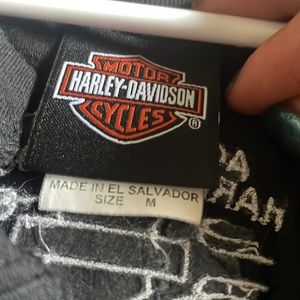 MOTOR
HARLEY-DAVIDSON
CYCLES
®
MADE IN EL SALVADOR
SIZE M